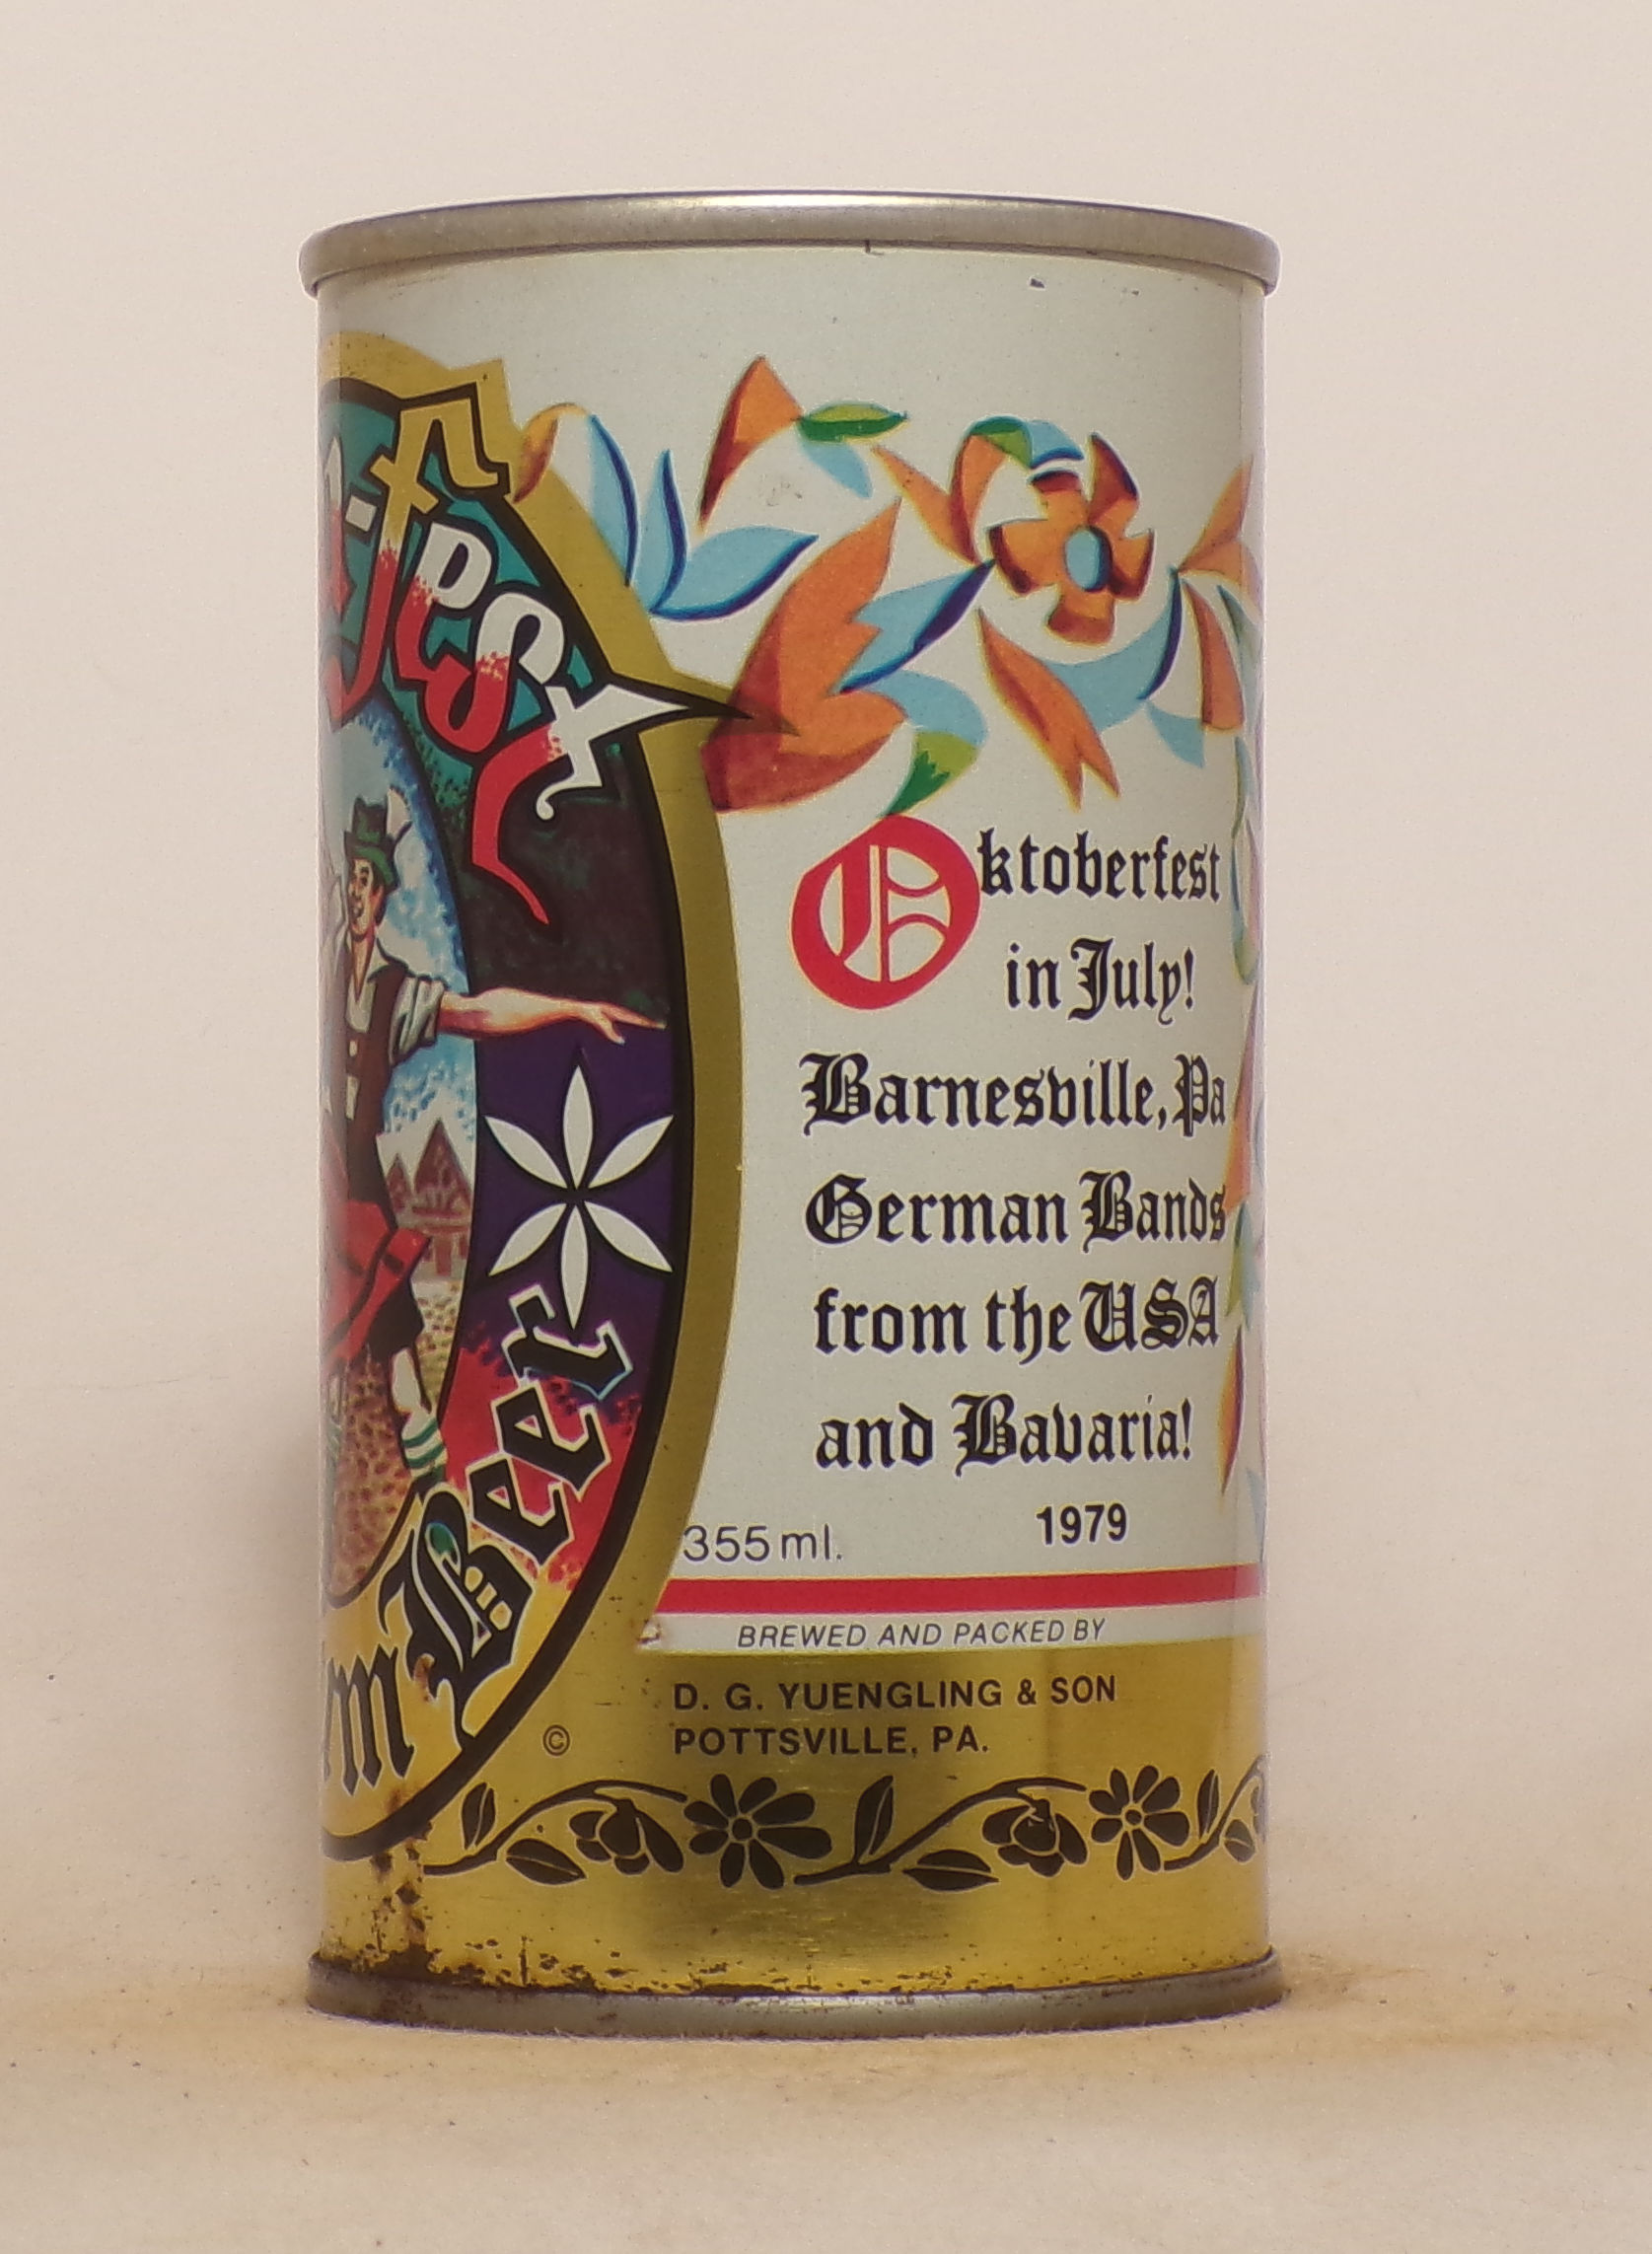 Beer
Oktoberfest
in July!
Barnesville, Pa
German Bands
from the USA
and Bavaria!
1979
355 ml.
BREWED AND PACKED BY
D. G. YUENGLING & SON
© POTTSVILLE, PA.